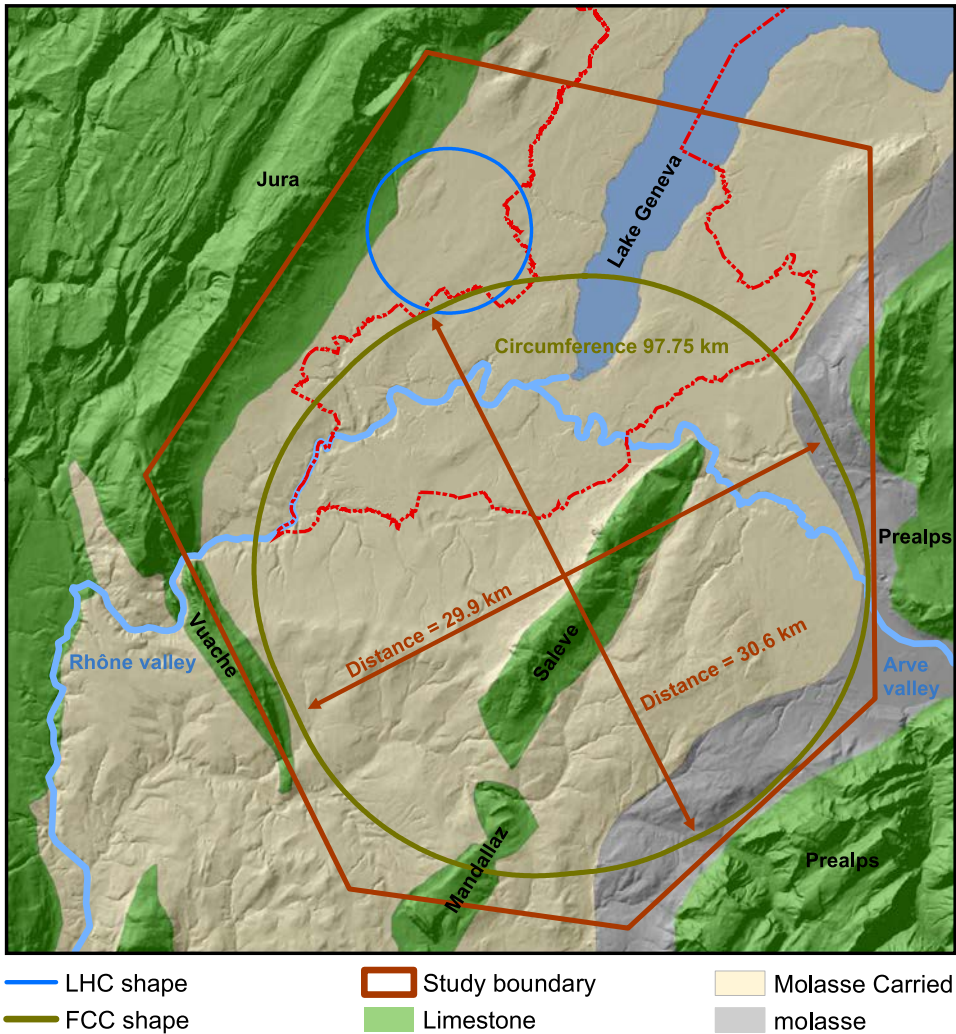 Jura
Lake Geneva
Circumference 97.75 km
Prealps
Distance = 29.9 km
Vuache
Saleve
Rhône valley
Distance = 30.6 km
Arve
valley
Mandallaz
Prealps
LHC shape
Study boundary
Molasse Carried
FCC shape
Limestone
molasse